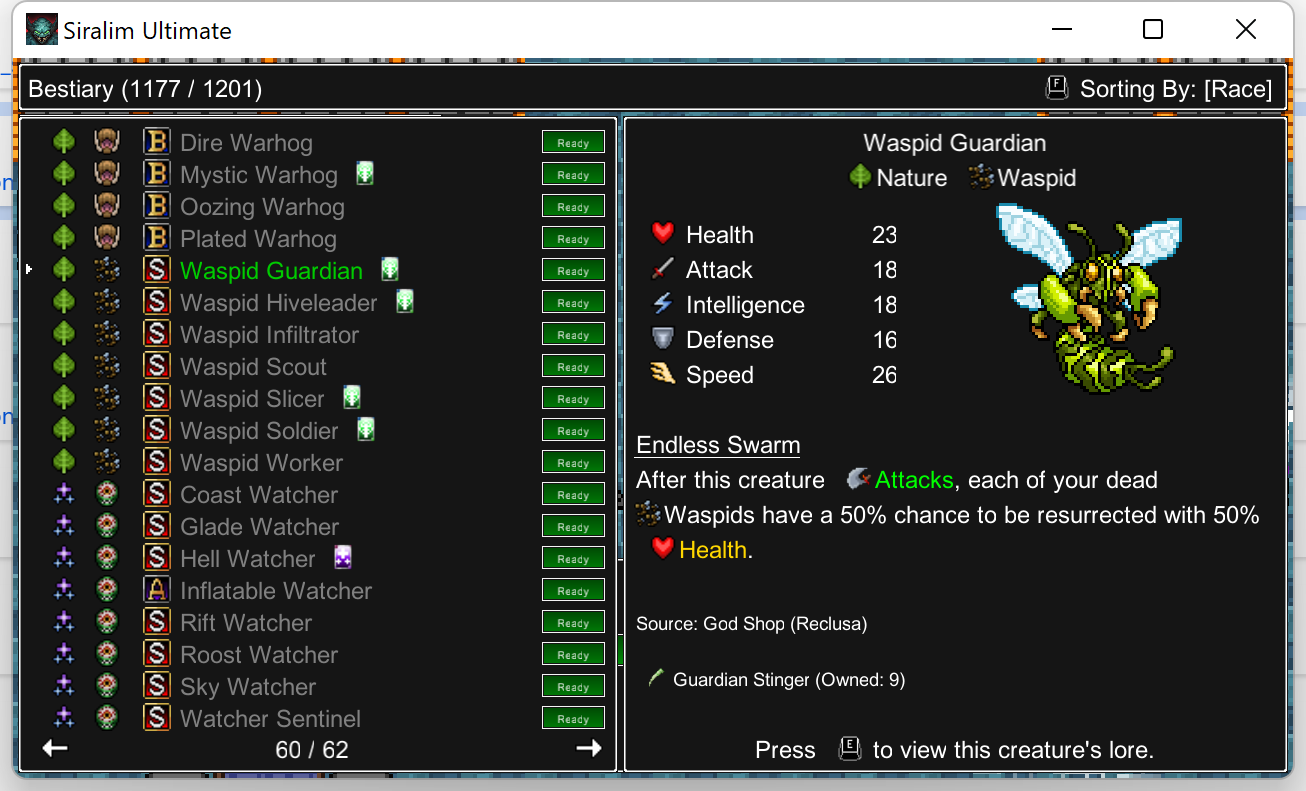 Siralim Ultimate
Bestiary (1177 / 1201)
F Sorting By: [Race]
B Dire Warhog Ready
B Mystic Warhog Ready
B Oozing Warhog Ready
B Plated Warhog Ready
S Waspid Guardian Ready
S Waspid Hiveleader Ready
S Waspid Infiltrator Ready
S Waspid Scout Ready
S Waspid Slicer Ready
S Waspid Soldier Ready
S Waspid Worker Ready
S Coast Watcher Ready
S Glade Watcher Ready
S Hell Watcher Ready
A Inflatable Watcher Ready
S Rift Watcher Ready
S Roost Watcher Ready
S Sky Watcher Ready
S Watcher Sentinel Ready
60 / 62
Waspid Guardian
Nature Waspid
Health 23
Attack 18
Intelligence 18
Defense 16
Speed 26
Endless Swarm
After this creature Attacks, each of your dead
Waspids have a 50% chance to be resurrected with 50%
Health.
Source: God Shop (Reclusa)
Guardian Stinger (Owned: 9)
Press E to view this creature's lore.